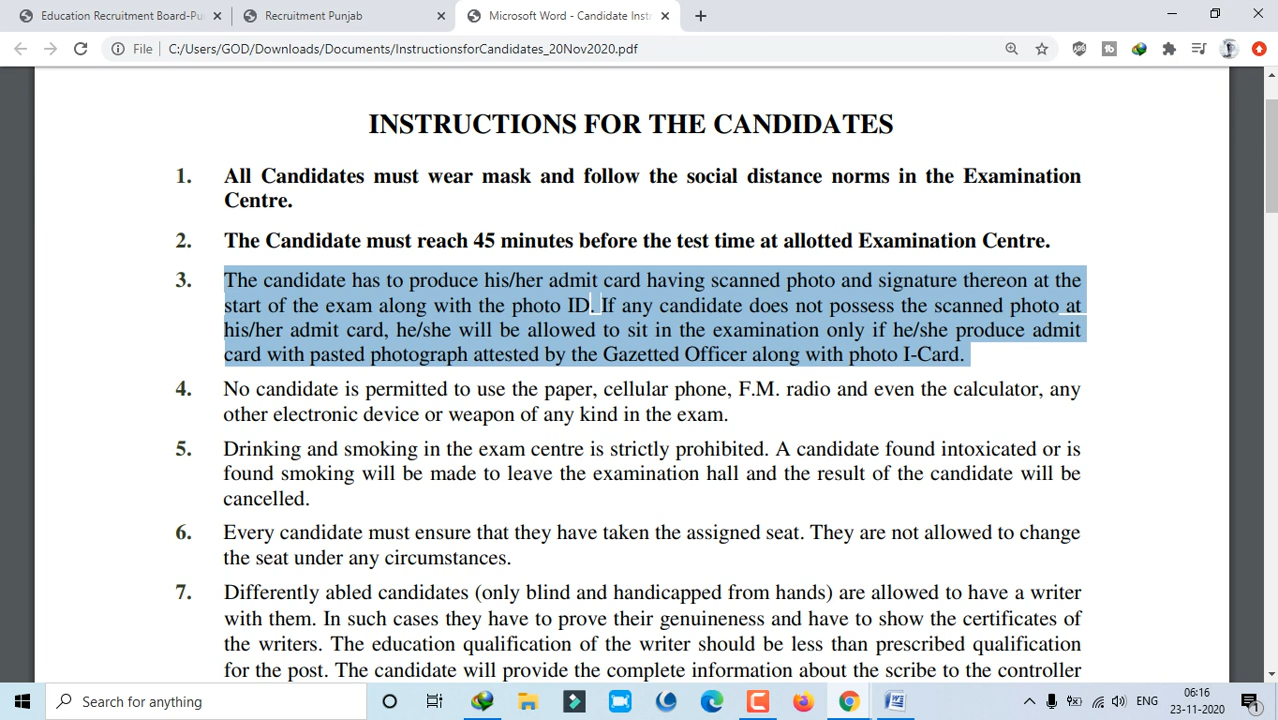 Education Recruitment Board-Pu
Recruitment Punjab
Microsoft Word - Candidate Inst
File
C:/Users/GOD/Downloads/Documents/InstructionsforCandidates_20Nov2020.pdf
INSTRUCTIONS FOR THE CANDIDATES
1. All Candidates must wear mask and follow the social distance norms in the Examination
Centre.
2. The Candidate must reach 45 minutes before the test time at allotted Examination Centre.
3. The candidate has to produce his/her admit card having scanned photo and signature thereon at the
start of the exam along with the photo ID. If any candidate does not possess the scanned photo at
his/her admit card, he/she will be allowed to sit in the examination only if he/she produce admit
card with pasted photograph attested by the Gazetted Officer along with photo I-Card.
4. No candidate is permitted to use the paper, cellular phone, F.M. radio and even the calculator, any
other electronic device or weapon of any kind in the exam.
5. Drinking and smoking in the exam centre is strictly prohibited. A candidate found intoxicated or is
found smoking will be made to leave the examination hall and the result of the candidate will be
cancelled.
6. Every candidate must ensure that they have taken the assigned seat. They are not allowed to change
the seat under any circumstances.
7. Differently abled candidates (only blind and handicapped from hands) are allowed to have a writer
with them. In such cases they have to prove their genuineness and have to show the certificates of
the writers. The education qualification of the writer should be less than prescribed qualification
for the post. The candidate will provide the complete information about the scribe to the controller
Search for anything
ENG
06:16
23-11-2020